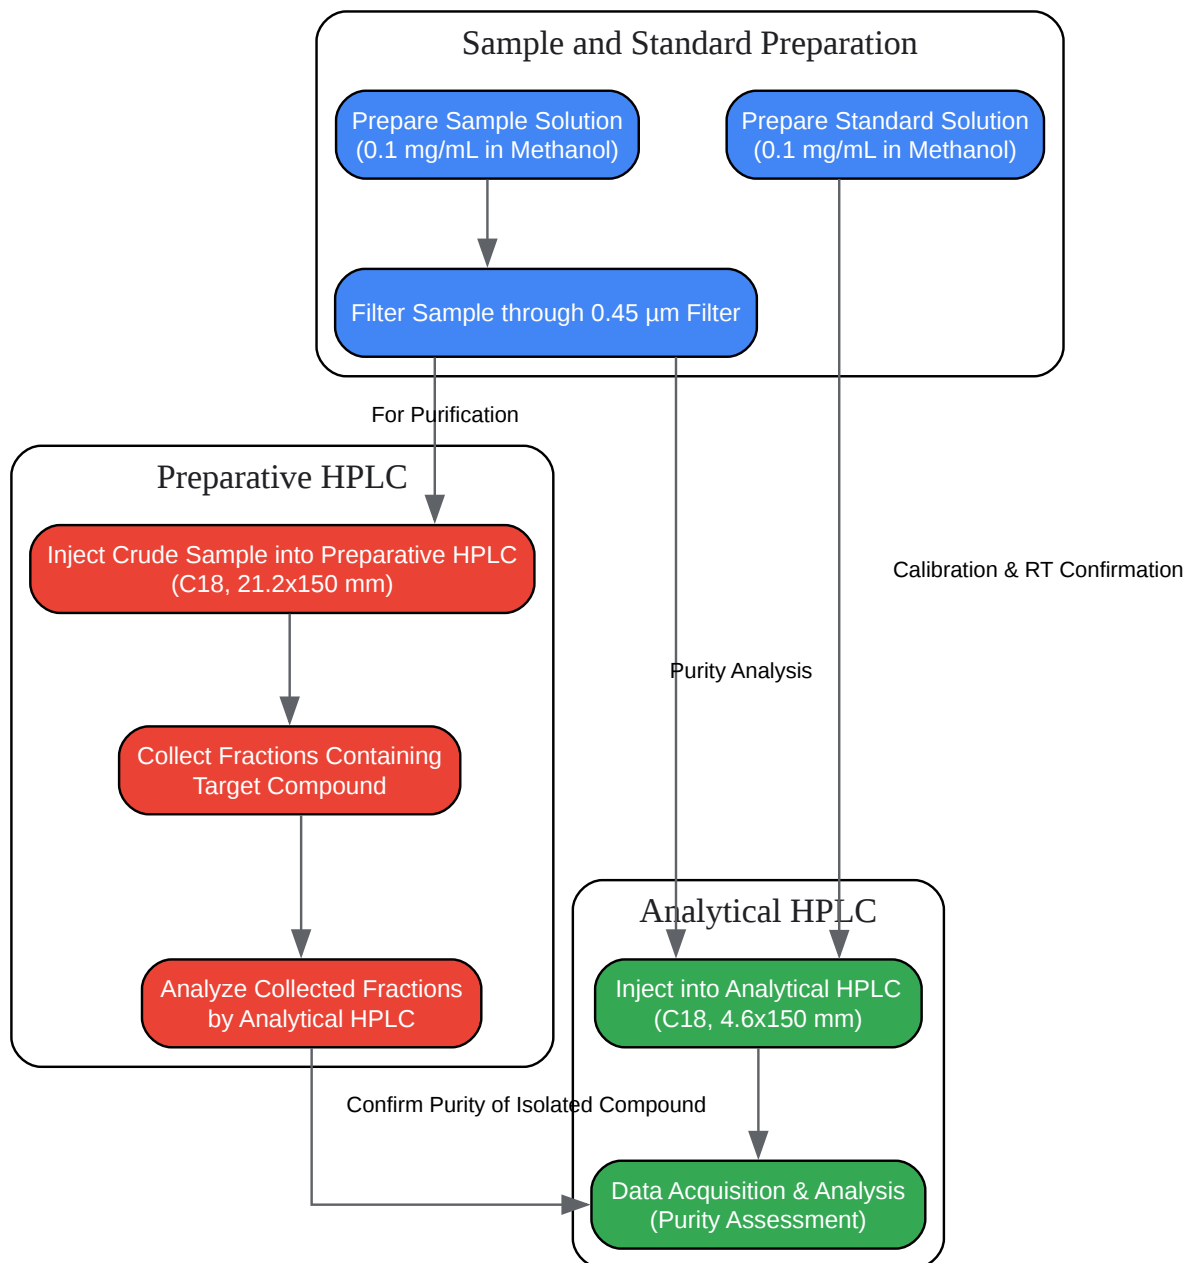 Sample and Standard Preparation
Prepare Sample Solution
(0.1 mg/mL in Methanol)
Prepare Standard Solution
(0.1 mg/mL in Methanol)
Filter Sample through 0.45 µm Filter
For Purification
Preparative HPLC
Inject Crude Sample into Preparative HPLC
(C18, 21.2x150 mm)
Calibration & RT Confirmation
Purity Analysis
Collect Fractions Containing
Target Compound
Analytical HPLC
Analyze Collected Fractions
by Analytical HPLC
Inject into Analytical HPLC
(C18, 4.6x150 mm)
Confirm Purity of Isolated Compound
Data Acquisition & Analysis
(Purity Assessment)